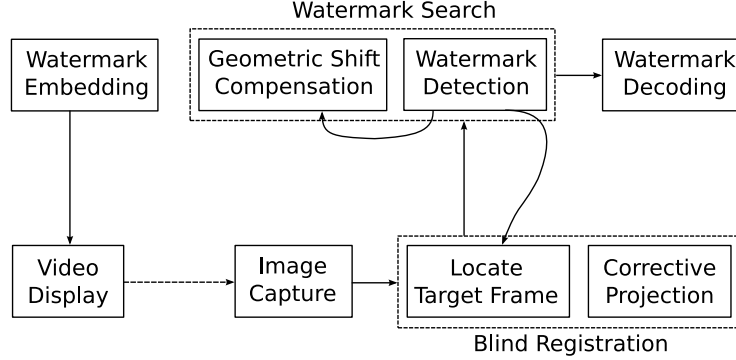 Watermark Search
Watermark
Embedding
Geometric Shift
Compensation
Watermark
Detection
Watermark
Decoding
Video
Display
Image
Capture
Locate
Target Frame
Corrective
Projection
Blind Registration